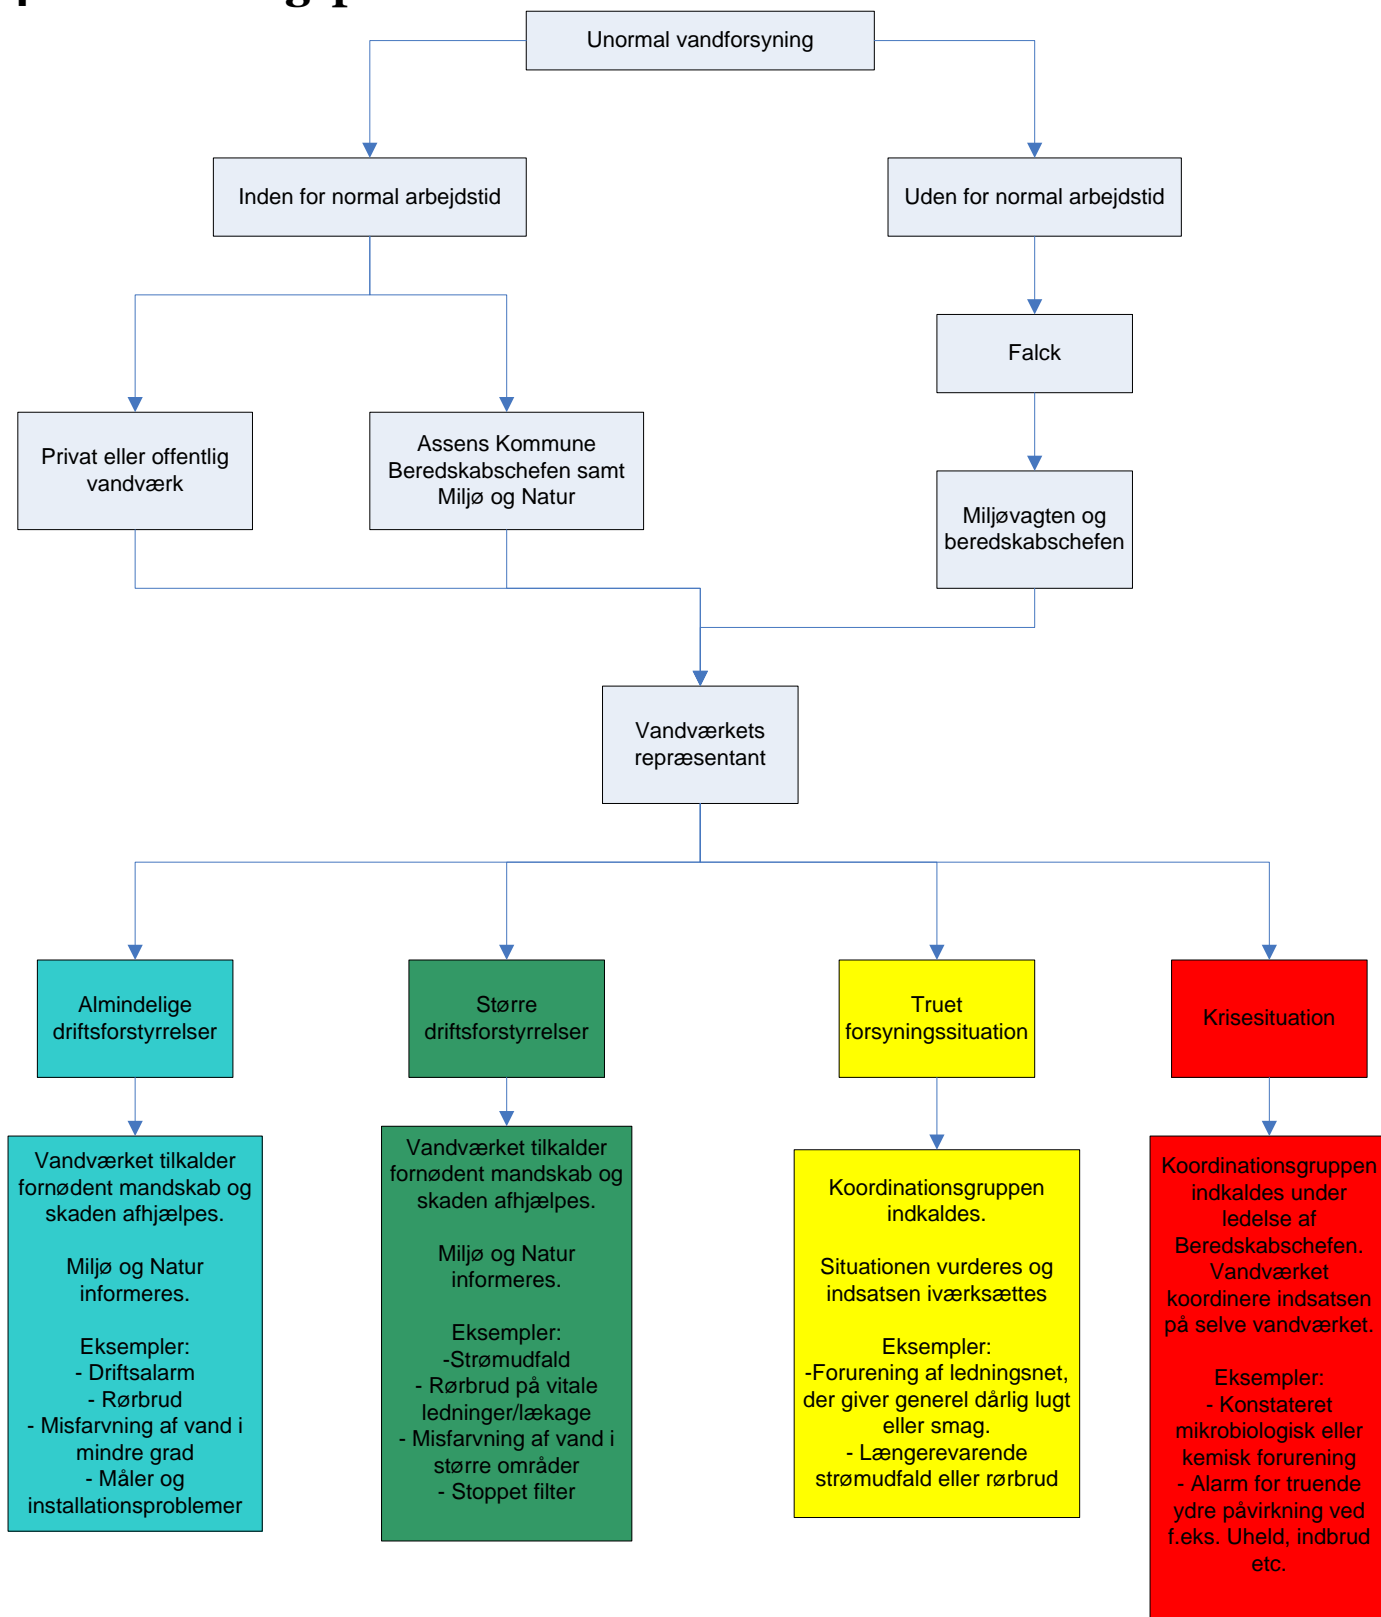 Unormal vandforsyning
Inden for normal arbejdstid
Uden for normal arbejdstid
Falck
Privat eller offentlig
vandværk
Assens Kommune
Beredskabschefen samt
Miljø og Natur
Miljøvagten og
beredskabschefen
Vandværkets
repræsentant
Almindelige
driftsforstyrrelser
Større
driftsforstyrrelser
Truet
forsyningssituation
Krisesituation
Vandværket tilkalder
fornødent mandskab og
skaden afhjælpes.
Miljø og Natur
informeres.
Eksempler:
- Driftsalarm
- Rørbrud
- Misfarvning af vand i
mindre grad
- Måler og
installationsproblemer
Vandværket tilkalder
fornødent mandskab og
skaden afhjælpes.
Miljø og Natur
informeres.
Eksempler:
-Strømudfald
- Rørbrud på vitale
ledninger/lækage
- Misfarvning af vand i
større områder
- Stoppet filter
Koordinationsgruppen
indkaldes.
Situationen vurderes og
indsatsen iværksættes
Eksempler:
-Forurening af ledningsnet,
der giver generel dårlig lugt
eller smag.
- Længerevarende
strømudfald eller rørbrud
Koordinationsgruppen
indkaldes under
ledelse af
Beredskabschefen.
Vandværket
koordinere indsatsen
på selve vandværket.
Eksempler:
- Konstateret
mikrobiologisk eller
kemisk forurening
- Alarm for truende
ydre påvirkning ved
f.eks. Uheld, indbrud
etc.